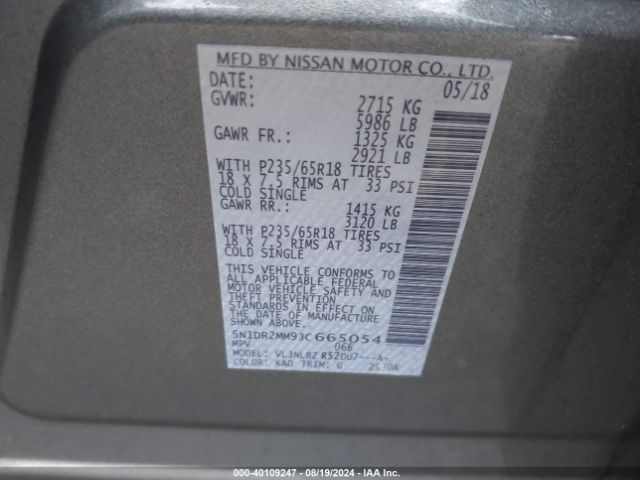 MFD BY NISSAN MOTOR CO., LTD.
DATE: 05/18
GVWR: 2715 KG
5986 LB
GAWR FR.: 1325 KG
2921 LB
WITH P235/65R18 TIRES
18 X 7.5 RIMS AT 33 PSI
COLD SINGLE
GAWR RR.: 1415 KG
3120 LB
WITH P235/65R18 TIRES
18 X 7.5 RIMS AT 33 PSI
COLD SINGLE
THIS VEHICLE CONFORMS TO
ALL APPLICABLE FEDERAL
MOTOR VEHICLE SAFETY AND
THEFT PREVENTION
STANDARDS IN EFFECT ON
THE DATE OF MANUFACTURE
SHOWN ABOVE.
5N1DR2MM9JC665054
MPV 066
MODEL: VLJNLBZ R52DU7---A-
COLOR: KAD TRIM: G
000-40109247 - 08/19/2024 - IAA Inc.